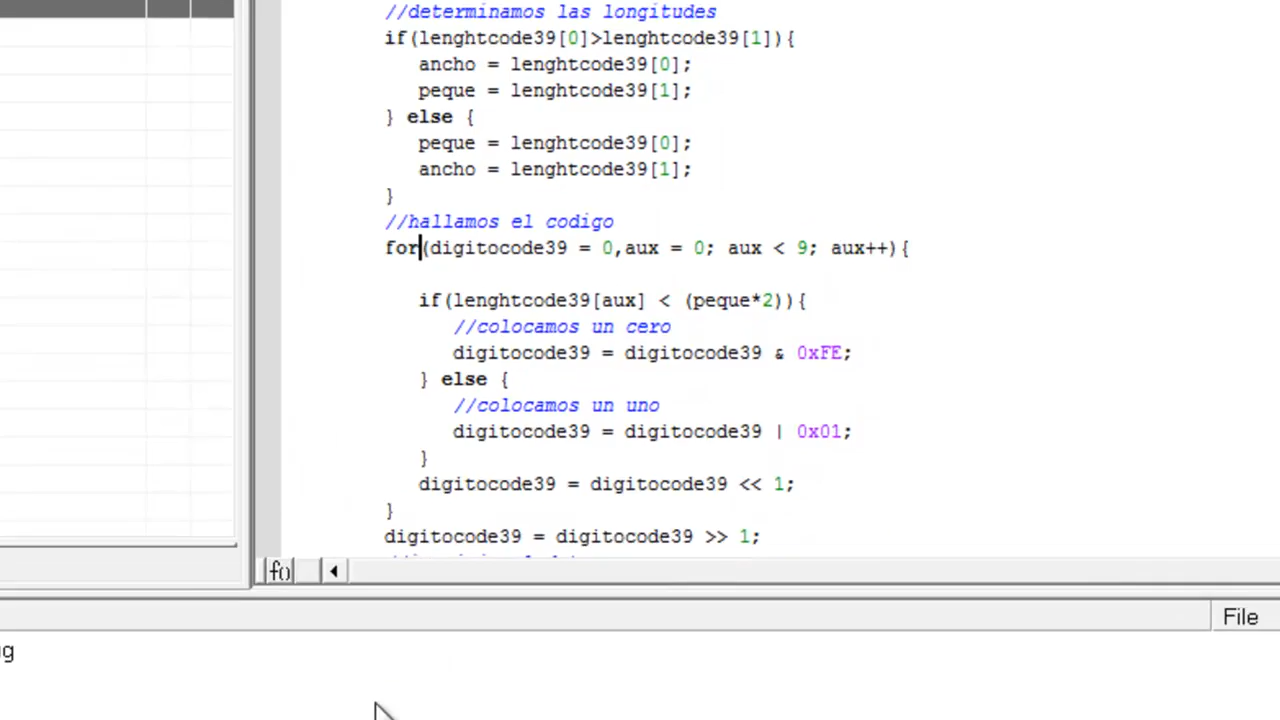 //determinamos las longitudes
if(lenghtcode39[0]>lenghtcode39[1]){
ancho = lenghtcode39[0];
peque = lenghtcode39[1];
} else {
peque = lenghtcode39[0];
ancho = lenghtcode39[1];
}
//hallamos el codigo
for(digitocode39 = 0,aux = 0; aux < 9; aux++){
if(lenghtcode39[aux] < (peque*2)){
//colocamos un cero
digitocode39 = digitocode39 & 0xFE;
} else {
//colocamos un uno
digitocode39 = digitocode39 | 0x01;
}
digitocode39 = digitocode39 << 1;
}
digitocode39 = digitocode39 >> 1;
f()
File